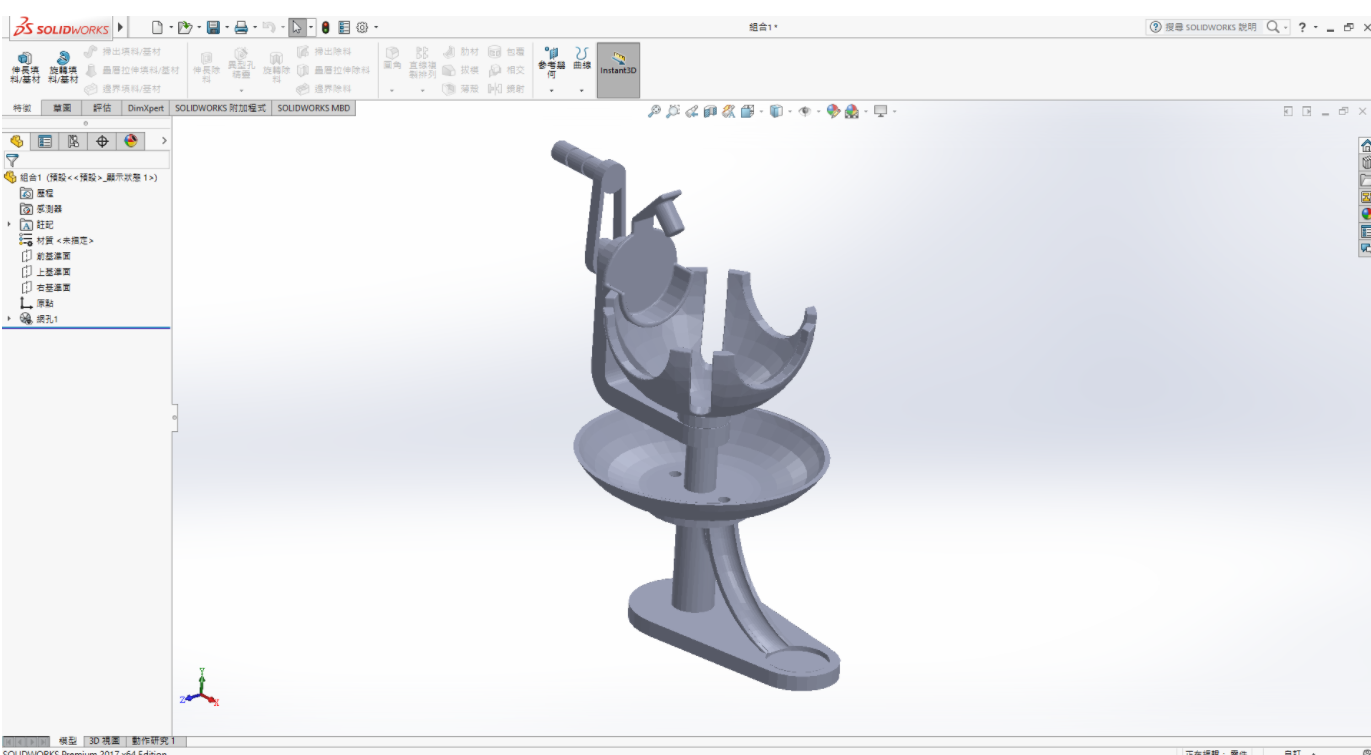 SOLIDWORKS
組合1 *
搜尋 SOLIDWORKS 說明
伸長填料/基材
旋轉填料/基材
掃出填料/基材
疊層拉伸填料/基材
邊界填料/基材
伸長除料
異型孔精靈
旋轉除料
掃出除料
疊層拉伸除料
邊界除料
圓角
直線複製排列
肋材
拔模
薄殼
包覆
相交
鏡射
參考幾何
曲線
Instant3D
特徵 草圖 評估 DimXpert SOLIDWORKS 附加程式 SOLIDWORKS MBD
組合1 (預設<<預設>_顯示狀態 1>)
歷程
感測器
註記
材質 <未指定>
前基準面
上基準面
右基準面
原點
網孔1
Y
Z
X
模型 3D 視圖 動作研究 1
SOLIDWORKS Premium 2017 x64 Edition
正在編輯： 零件
自訂